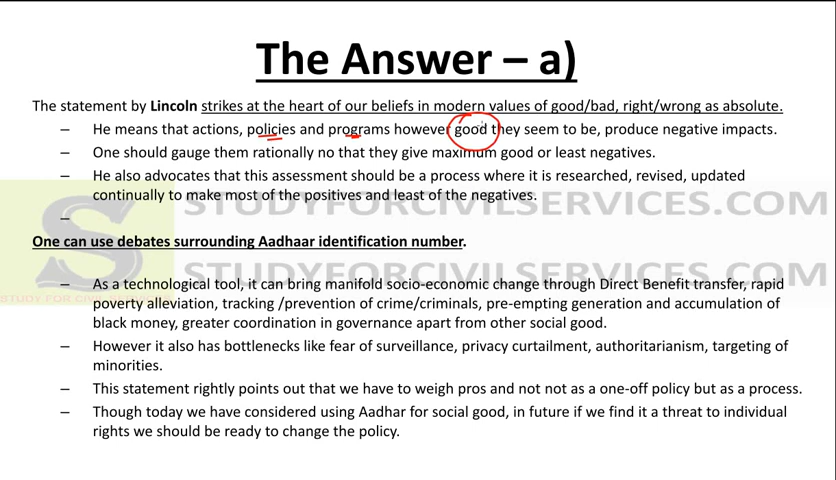 The Answer – a)
The statement by Lincoln strikes at the heart of our beliefs in modern values of good/bad, right/wrong as absolute.
– He means that actions, policies and programs however good they seem to be, produce negative impacts.
– One should gauge them rationally no that they give maximum good or least negatives.
– He also advocates that this assessment should be a process where it is researched, revised, updated
continually to make most of the positives and least of the negatives.
–
STUDYFORCIVILSERVICES.COM
One can use debates surrounding Aadhaar identification number.
STUDYFORCIVILSERVICES.COM
– As a technological tool, it can bring manifold socio-economic change through Direct Benefit transfer, rapid
poverty alleviation, tracking /prevention of crime/criminals, pre-empting generation and accumulation of
STUDY FOR CIVIL SERVICES
black money, greater coordination in governance apart from other social good.
– However it also has bottlenecks like fear of surveillance, privacy curtailment, authoritarianism, targeting of
minorities.
– This statement rightly points out that we have to weigh pros and not not as a one-off policy but as a process.
– Though today we have considered using Aadhar for social good, in future if we find it a threat to individual
rights we should be ready to change the policy.